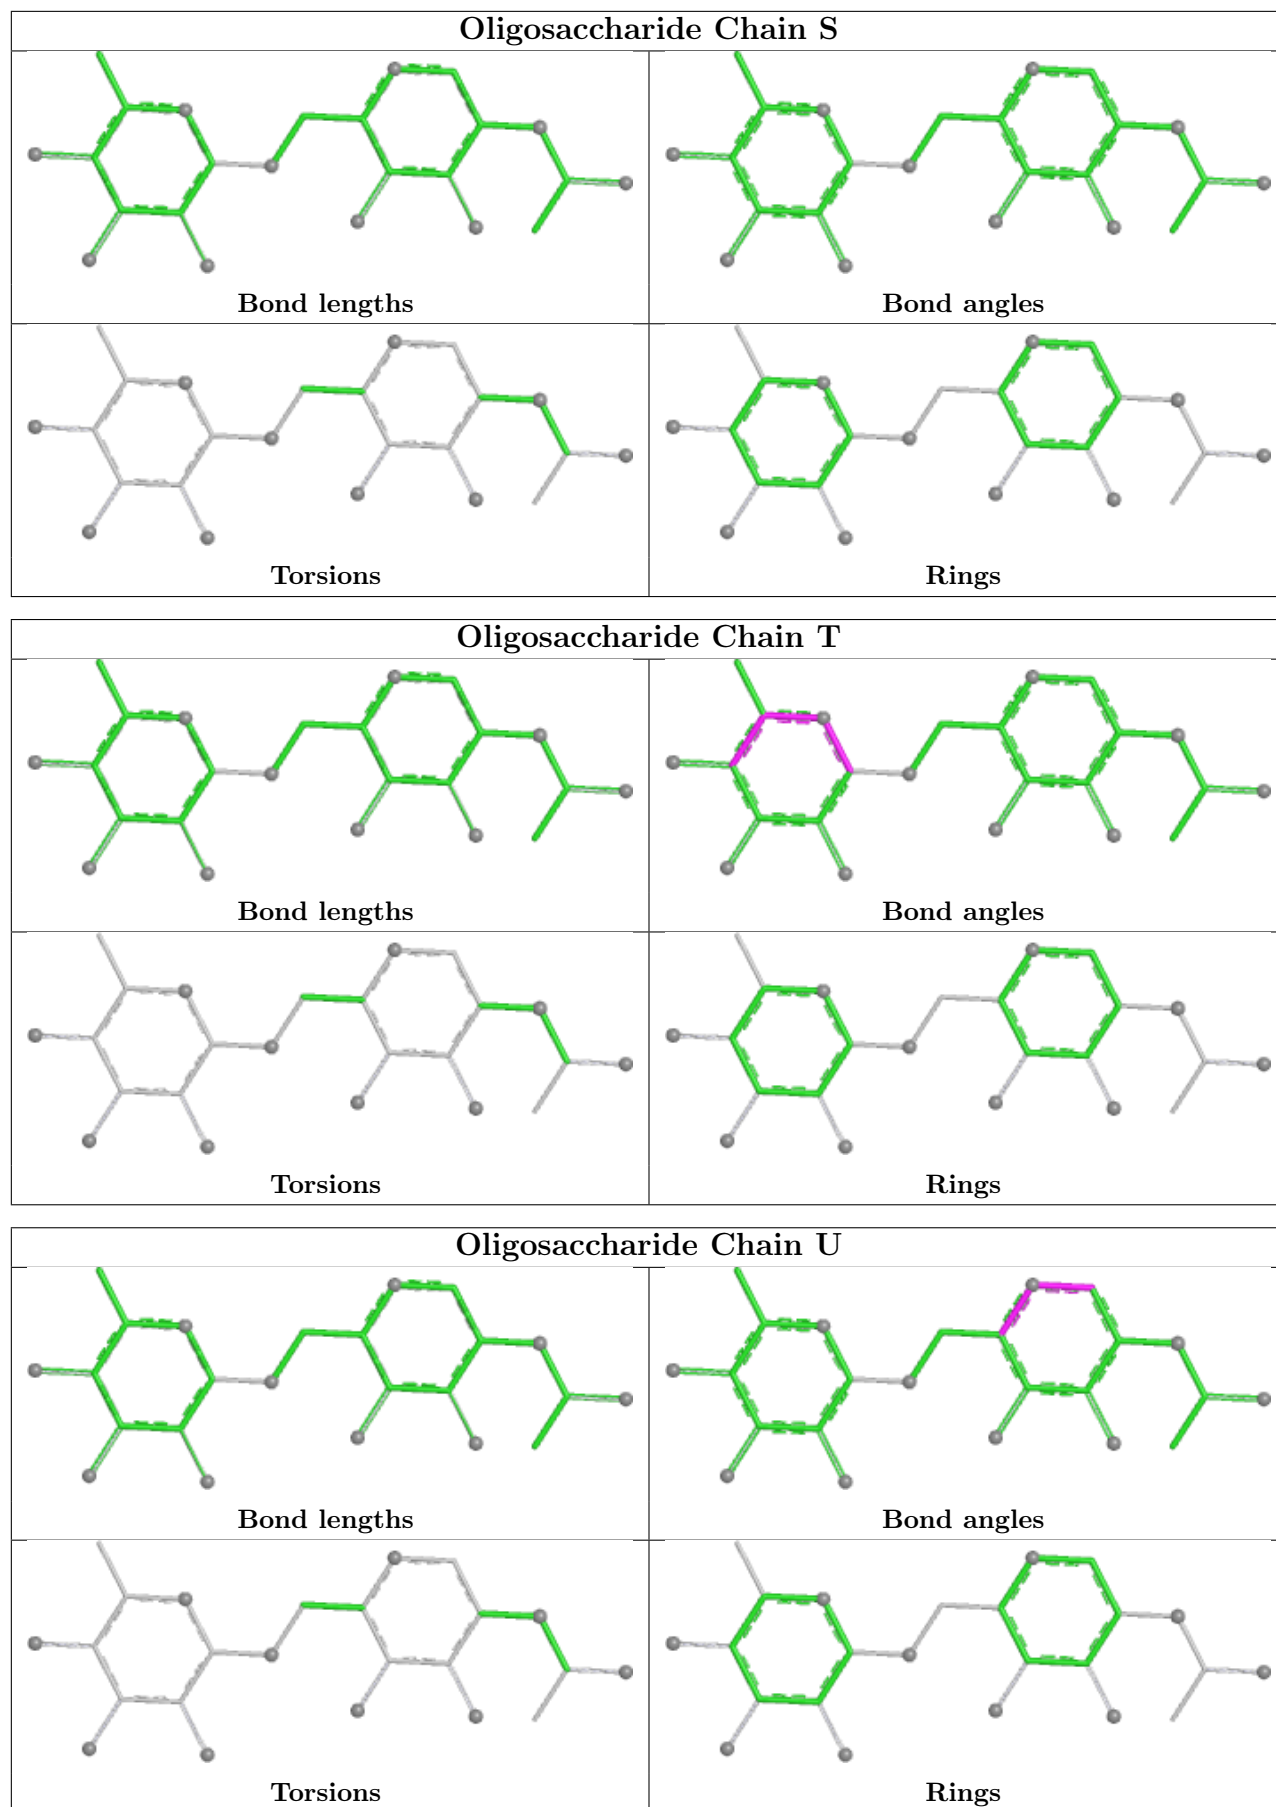 Oligosaccharide Chain S
Bond lengths
Bond angles
Torsions
Rings
Oligosaccharide Chain T
Bond lengths
Bond angles
Torsions
Rings
Oligosaccharide Chain U
Bond lengths
Bond angles
Torsions
Rings